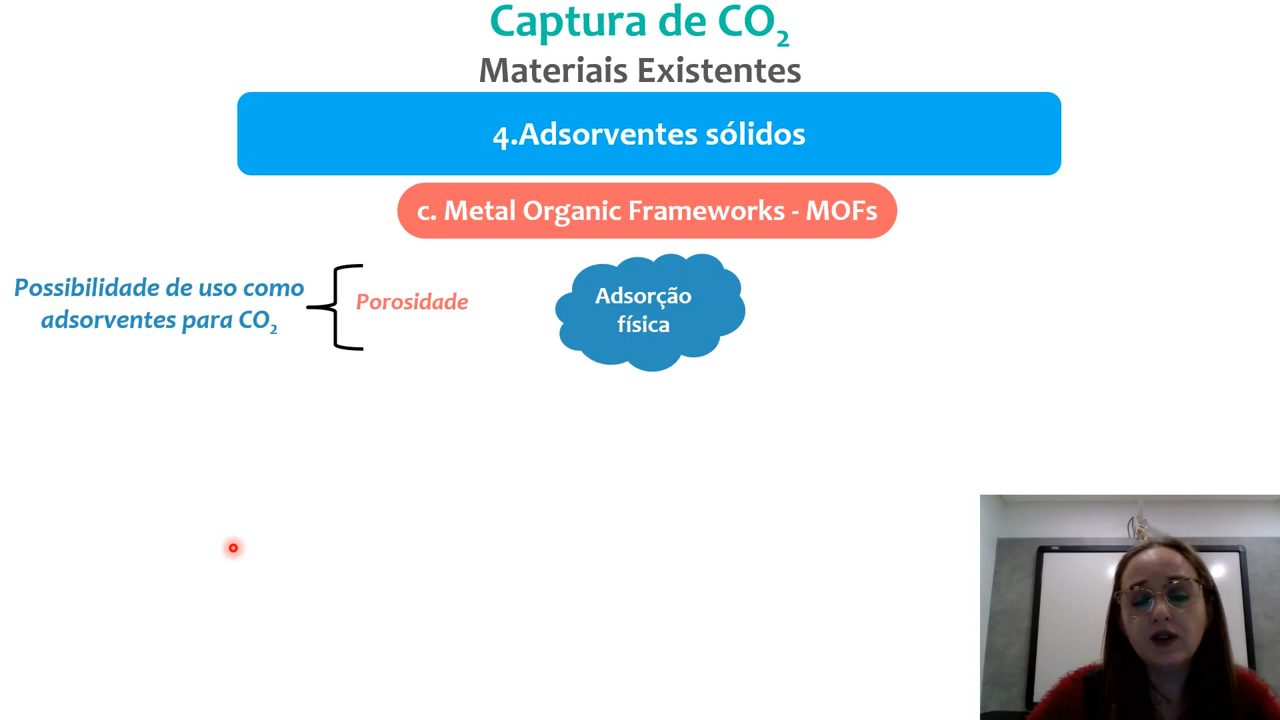 Captura de CO₂
Materiais Existentes
4.Adsorventes sólidos
c. Metal Organic Frameworks - MOFs
Possibilidade de uso como
adsorventes para CO₂
Porosidade
Adsorção
física